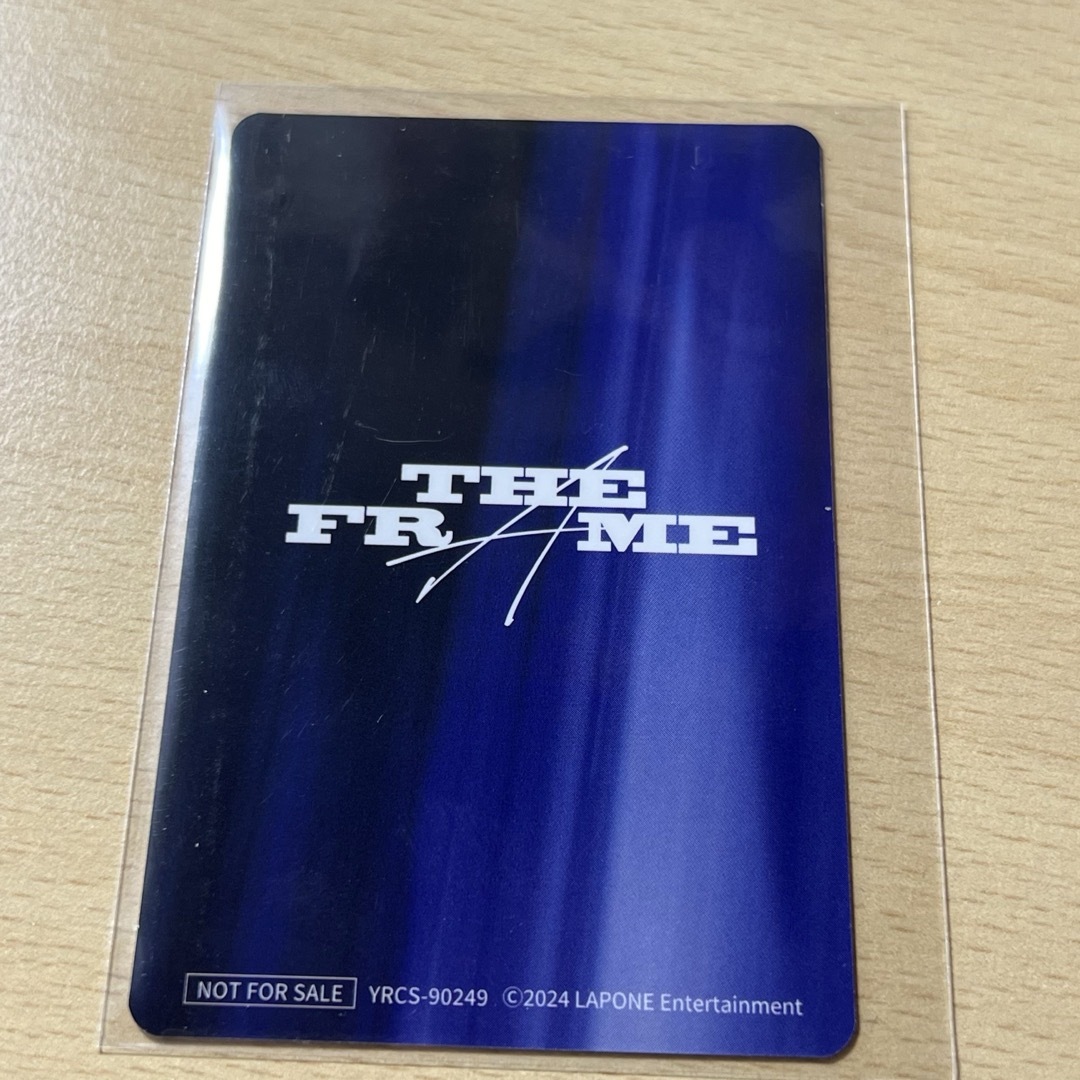 THE
FRAME
NOT FOR SALE YRCS-90249 ©2024 LAPONE Entertainment